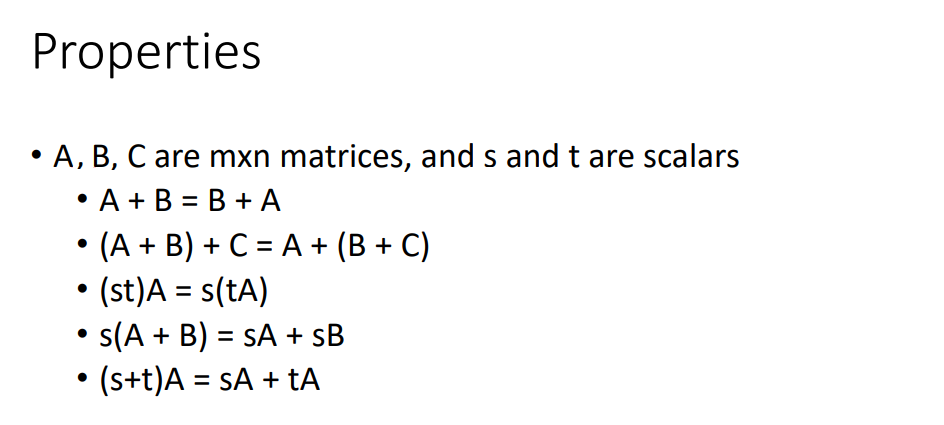 Properties
• A, B, C are mxn matrices, and s and t are scalars
• A + B = B + A
• (A + B) + C = A + (B + C)
• (st)A = s(tA)
• s(A + B) = sA + sB
• (s+t)A = sA + tA